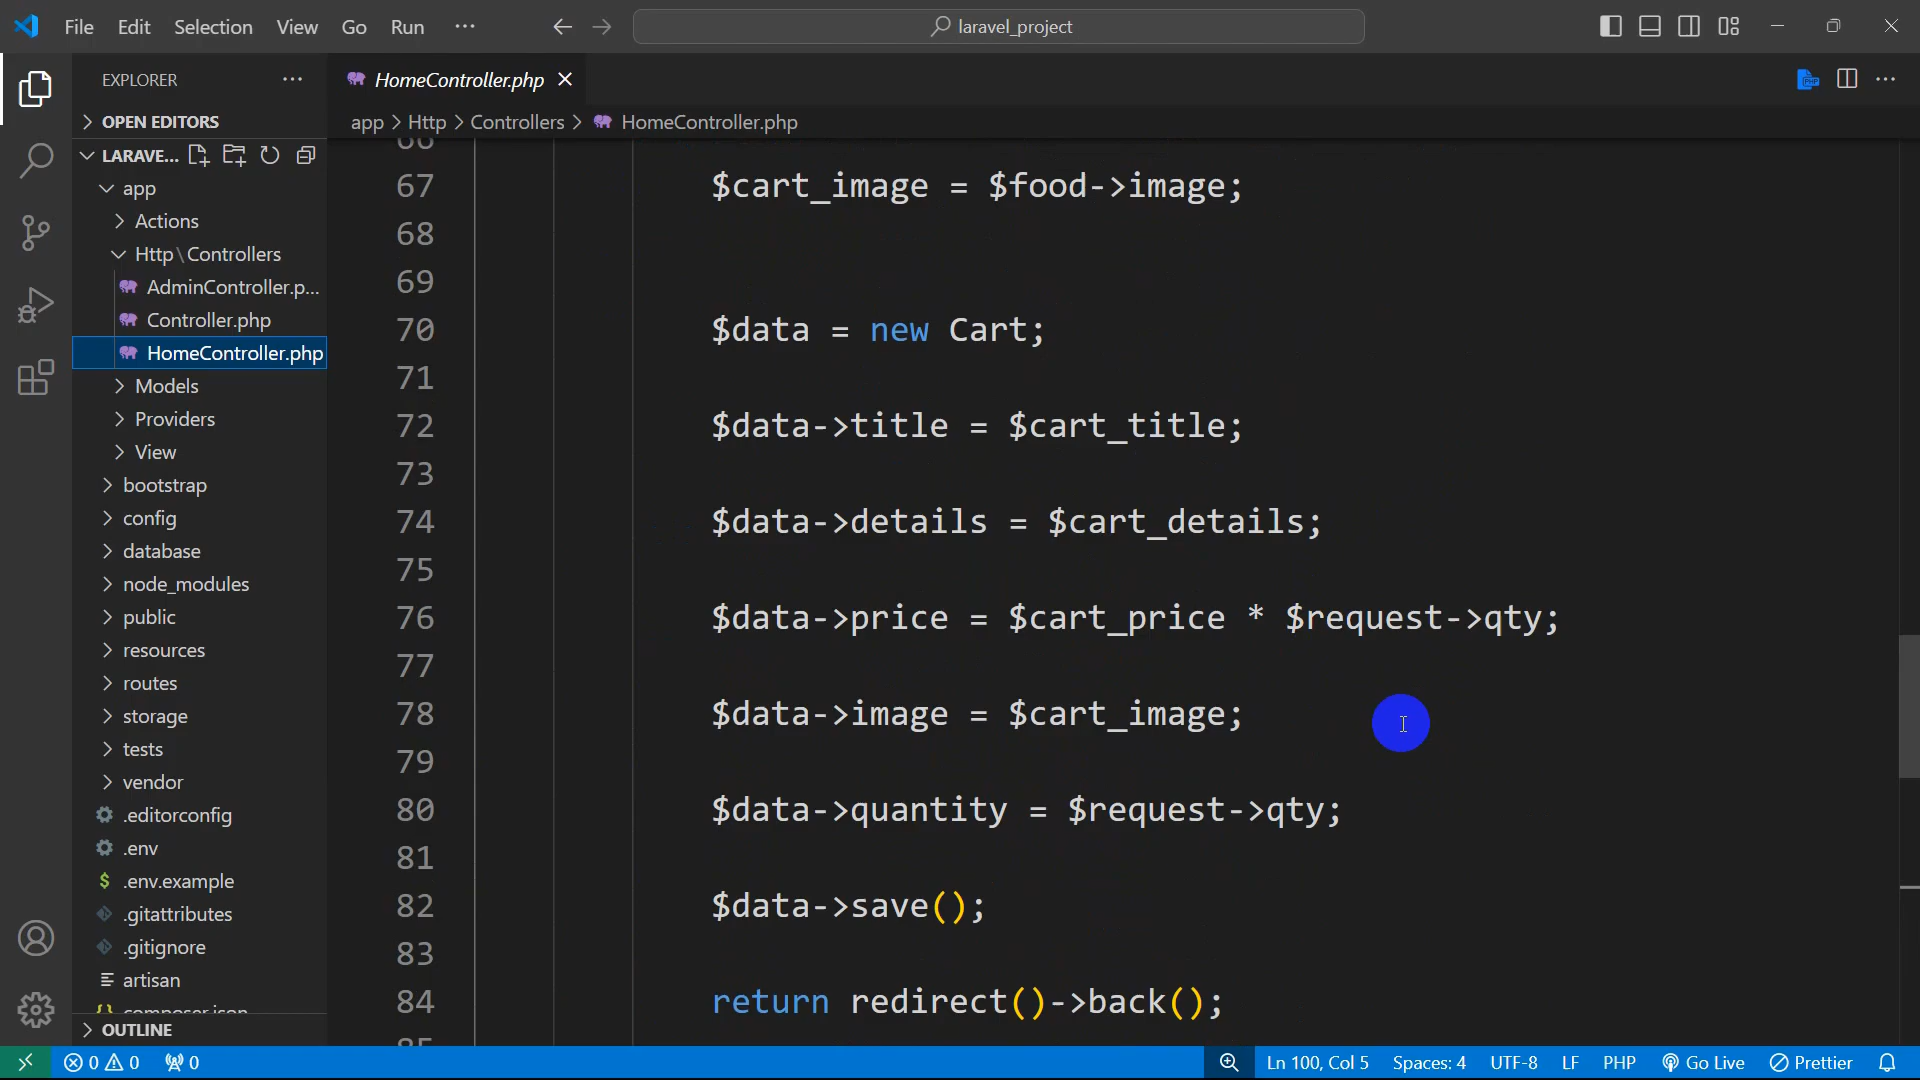 File Edit Selection View Go Run ··· laravel_project
EXPLORER ···
HomeController.php
OPEN EDITORS
app > Http > Controllers > HomeController.php
LARAVE...
app
Actions
Http\Controllers
AdminController.p...
Controller.php
HomeController.php
Models
Providers
View
bootstrap
config
database
node_modules
public
resources
routes
storage
tests
vendor
.editorconfig
.env
.env.example
.gitattributes
.gitignore
artisan
composer.json
OUTLINE
66
67 $cart_image = $food->image;
68
69
70 $data = new Cart;
71
72 $data->title = $cart_title;
73
74 $data->details = $cart_details;
75
76 $data->price = $cart_price * $request->qty;
77
78 $data->image = $cart_image;
79
80 $data->quantity = $request->qty;
81
82 $data->save();
83
84 return redirect()->back();
85
0 0 0 Ln 100, Col 5 Spaces: 4 UTF-8 LF PHP Go Live Prettier